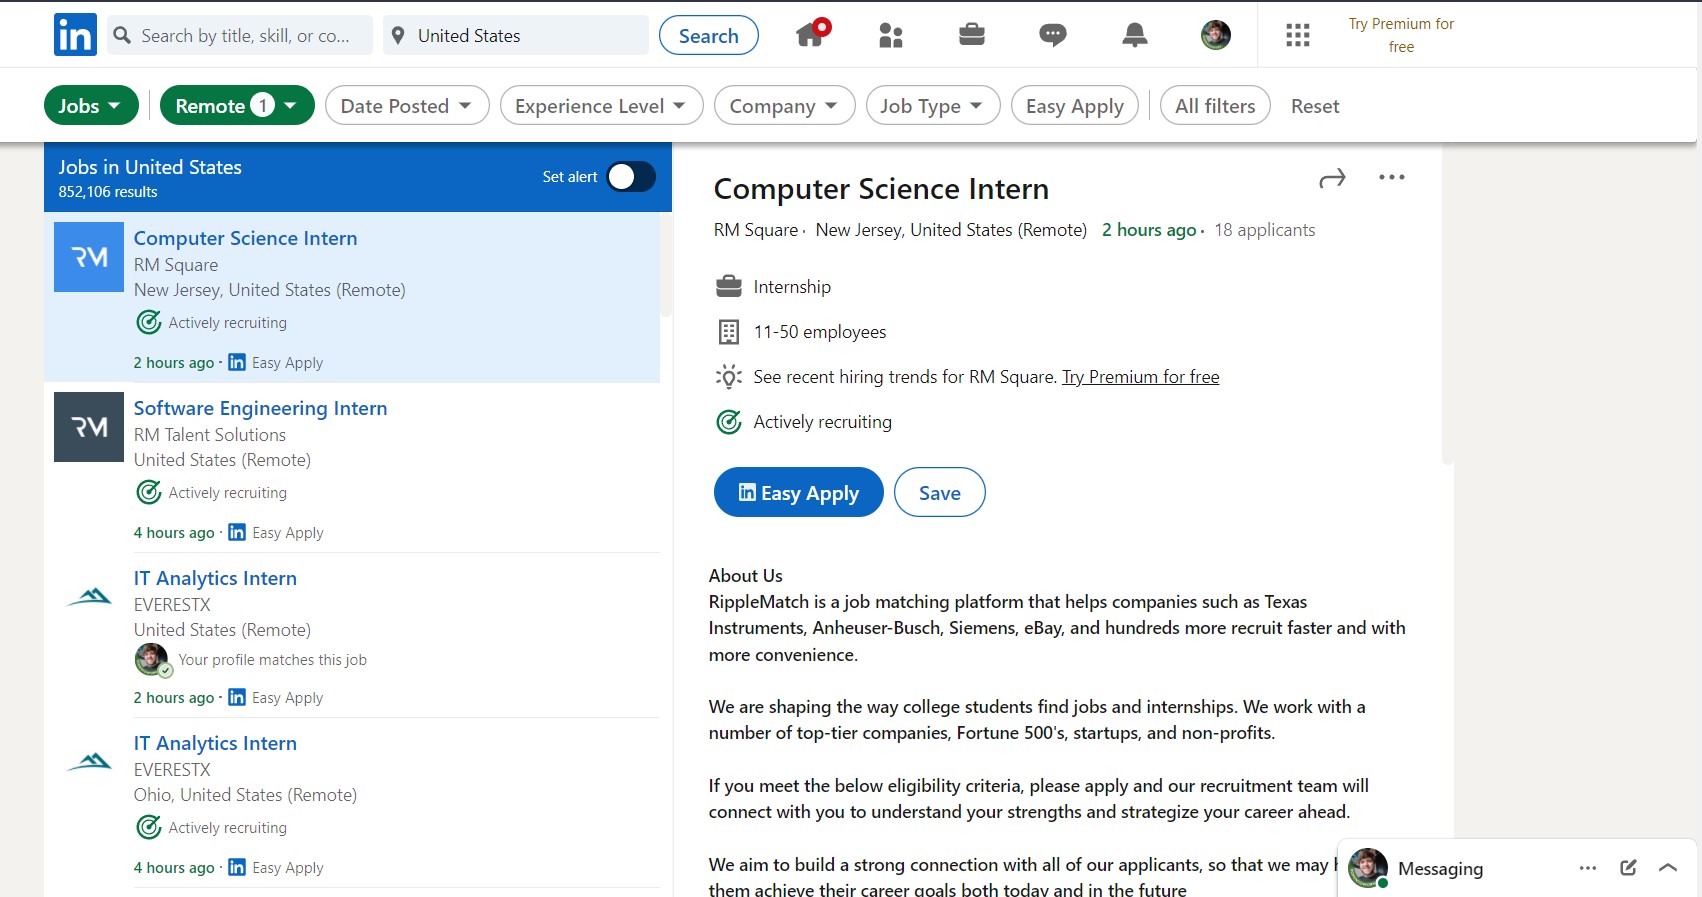 in
Search by title, skill, or co...
United States
Search
Try Premium for
free
Jobs
Remote 1
Date Posted
Experience Level
Company
Job Type
Easy Apply
All filters
Reset
Jobs in United States
852,106 results
Set alert
RM
Computer Science Intern
RM Square
New Jersey, United States (Remote)
Actively recruiting
2 hours ago · in Easy Apply
RM
Software Engineering Intern
RM Talent Solutions
United States (Remote)
Actively recruiting
4 hours ago · in Easy Apply
IT Analytics Intern
EVERESTX
United States (Remote)
Your profile matches this job
2 hours ago · in Easy Apply
IT Analytics Intern
EVERESTX
Ohio, United States (Remote)
Actively recruiting
4 hours ago · in Easy Apply
Computer Science Intern
RM Square · New Jersey, United States (Remote) 2 hours ago · 18 applicants
Internship
11-50 employees
See recent hiring trends for RM Square. Try Premium for free
Actively recruiting
in Easy Apply
Save
About Us
RippleMatch is a job matching platform that helps companies such as Texas
Instruments, Anheuser-Busch, Siemens, eBay, and hundreds more recruit faster and with
more convenience.
We are shaping the way college students find jobs and internships. We work with a
number of top-tier companies, Fortune 500's, startups, and non-profits.
If you meet the below eligibility criteria, please apply and our recruitment team will
connect with you to understand your strengths and strategize your career ahead.
We aim to build a strong connection with all of our applicants, so that we may
them achieve their career goals both today and in the future
Messaging